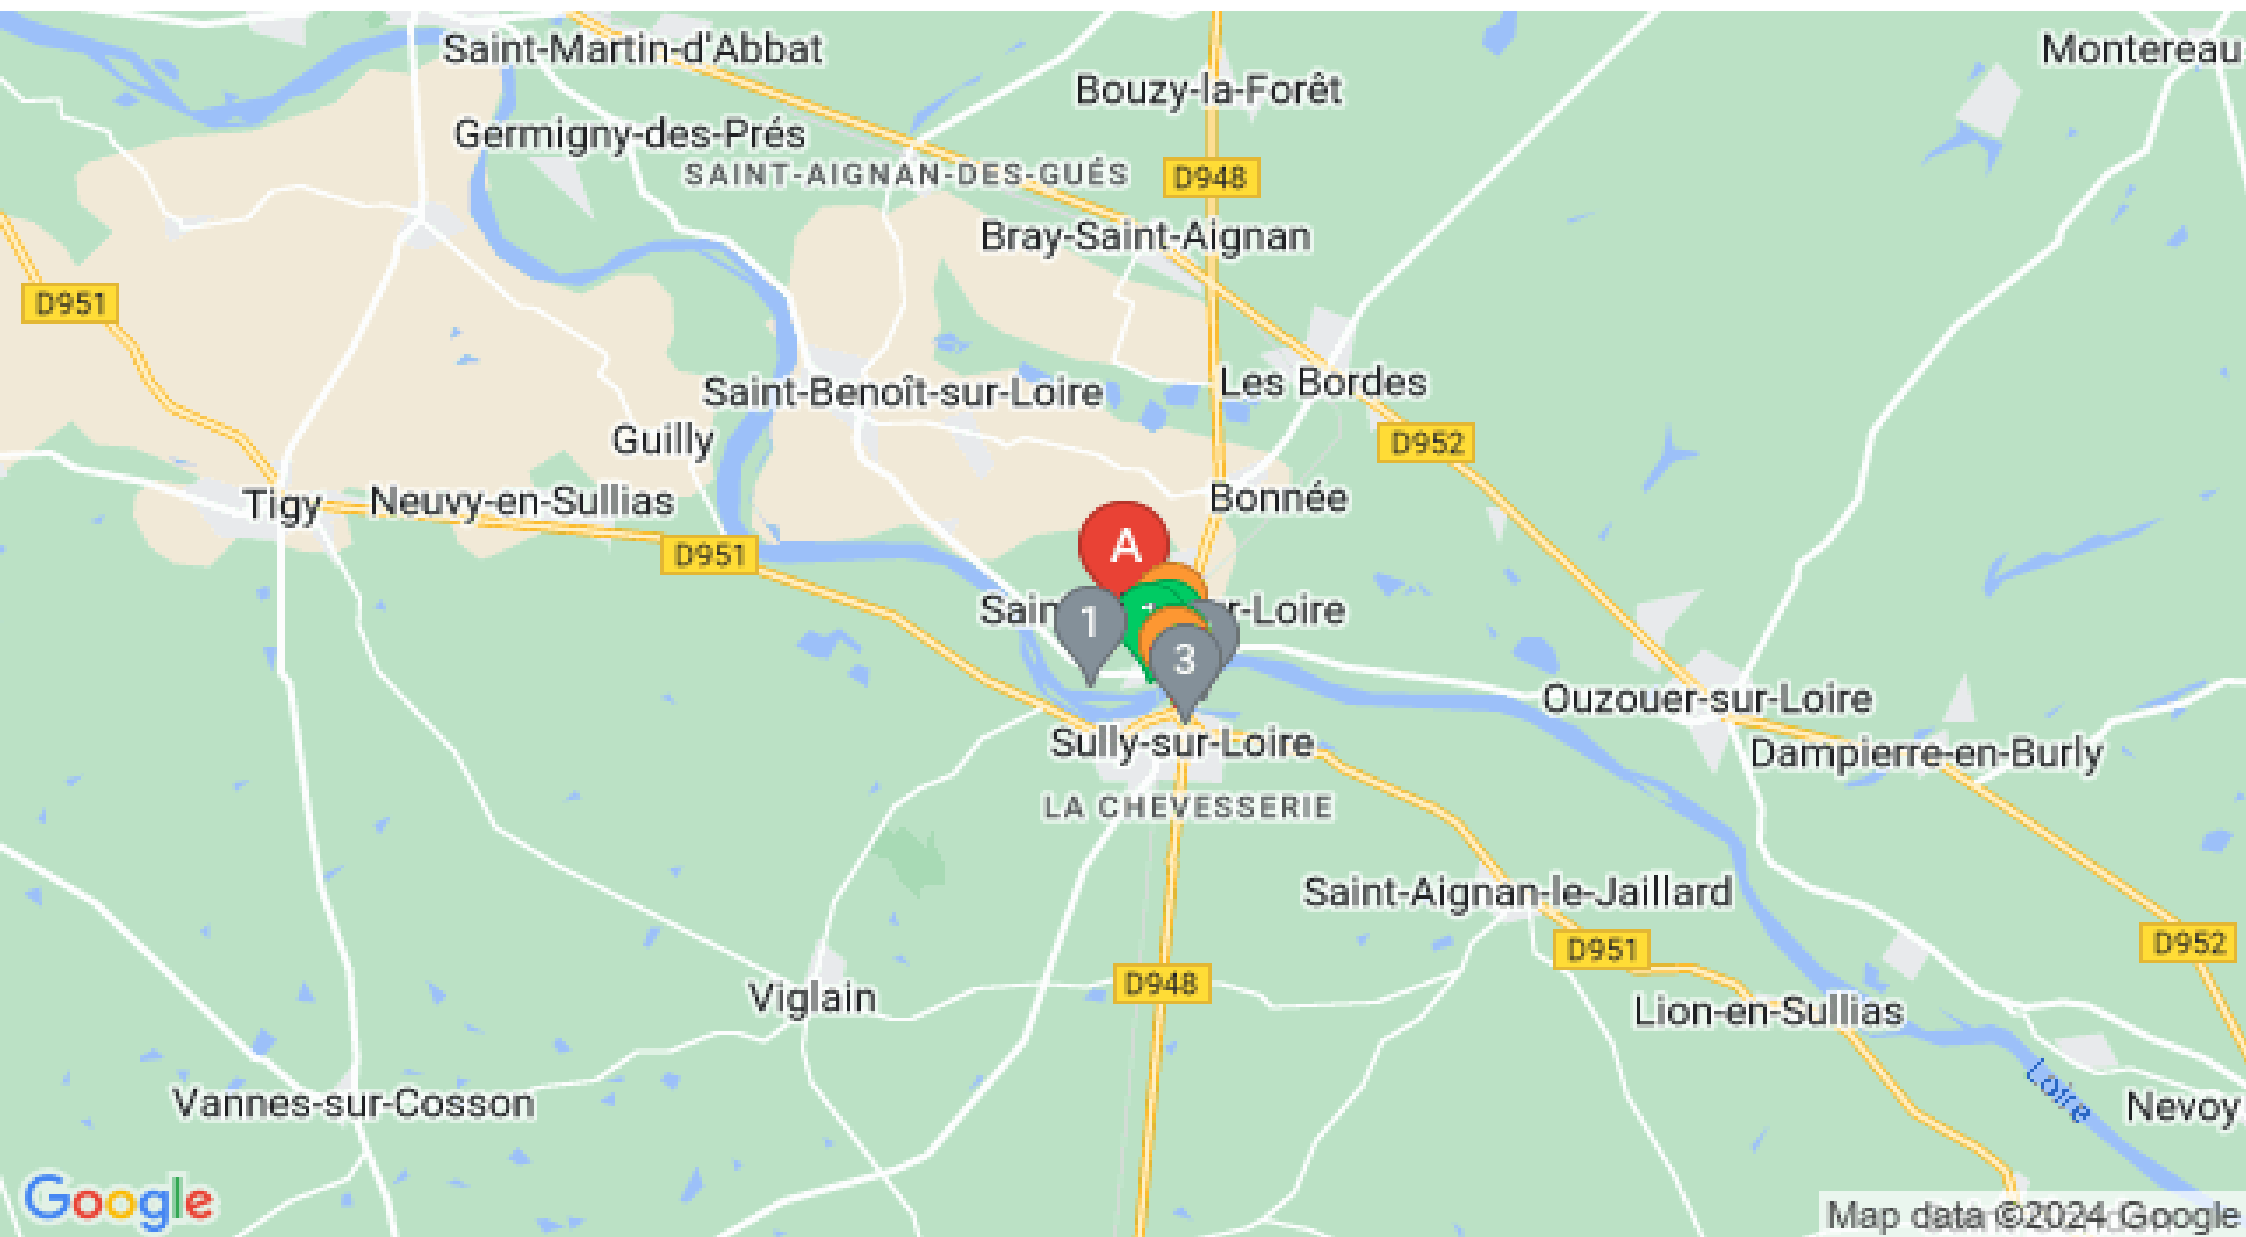 Saint-Martin-d'Abbat
Montereau
Bouzy-la-Forêt
Germigny-des-Prés
SAINT-AIGNAN-DES-GUÉS
D948
Bray-Saint-Aignan
D951
Saint-Benoît-sur-Loire
Les Bordes
Guilly
D952
Tigy
Neuvy-en-Sullias
Bonnée
A
D951
Sain
r-Loire
1
3
Ouzouer-sur-Loire
Sully-sur-Loire
Dampierre-en-Burly
LA CHEVESSERIE
Saint-Aignan-le-Jaillard
D951
D952
D948
Viglain
Lion-en-Sullias
Loire
Vannes-sur-Cosson
Nevoy
Google
Map data ©2024 Google